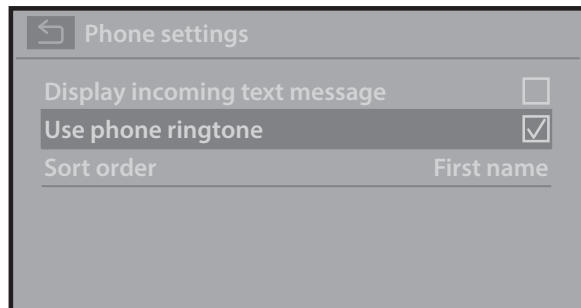 Phone settings
Display incoming text message
Use phone ringtone
Sort order First name